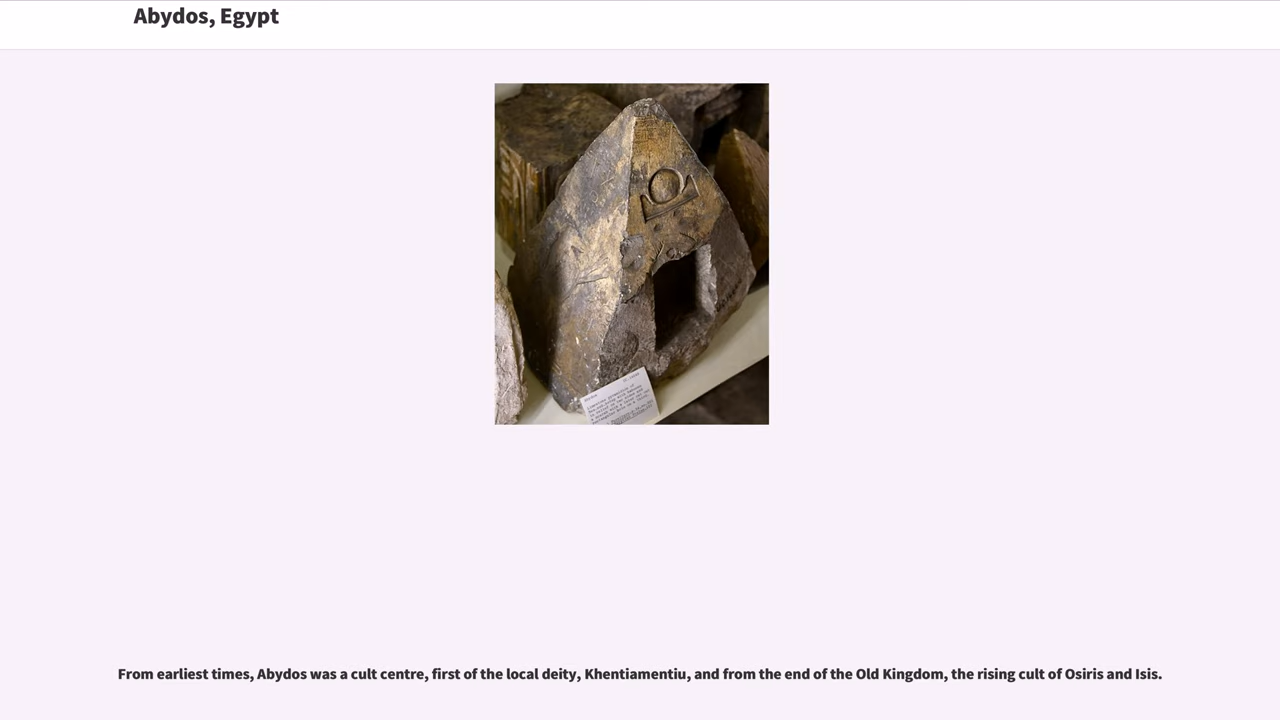 Abydos, Egypt
From earliest times, Abydos was a cult centre, first of the local deity, Khentiamentiu, and from the end of the Old Kingdom, the rising cult of Osiris and Isis.